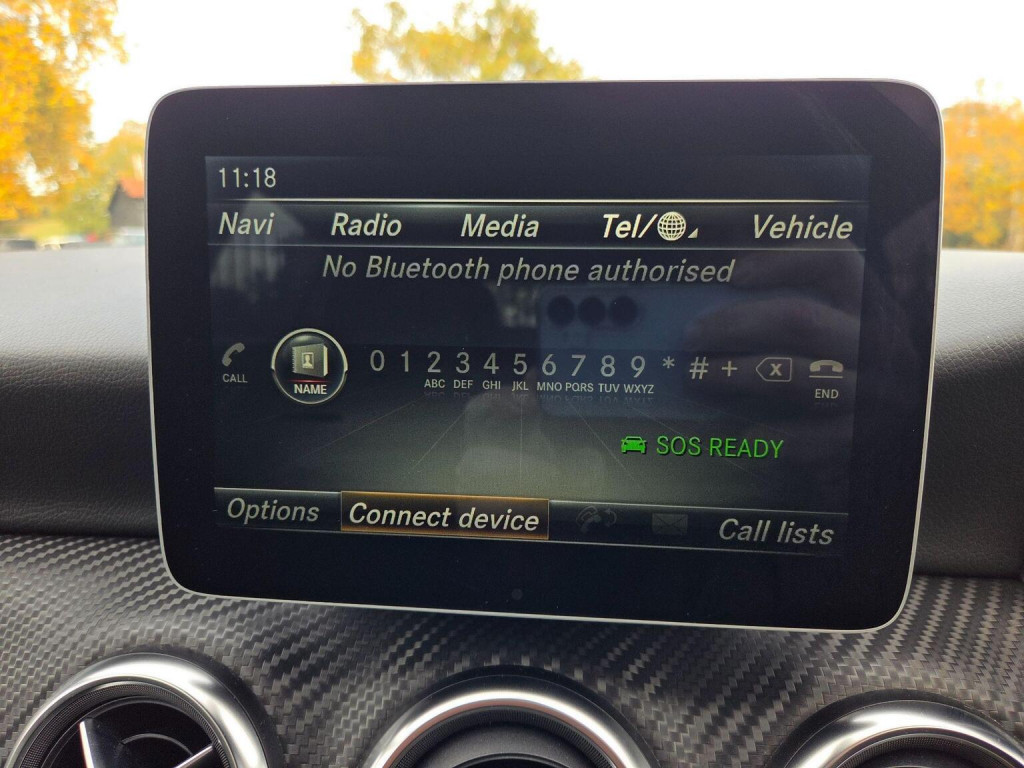 11:18
Navi Radio Media Tel/ Vehicle
No Bluetooth phone authorised
CALL NAME 0 1 2 3 4 5 6 7 8 9 * # + X END
ABC DEF GHI JKL MNO PQRS TUV WXYZ
SOS READY
Options Connect device Call lists